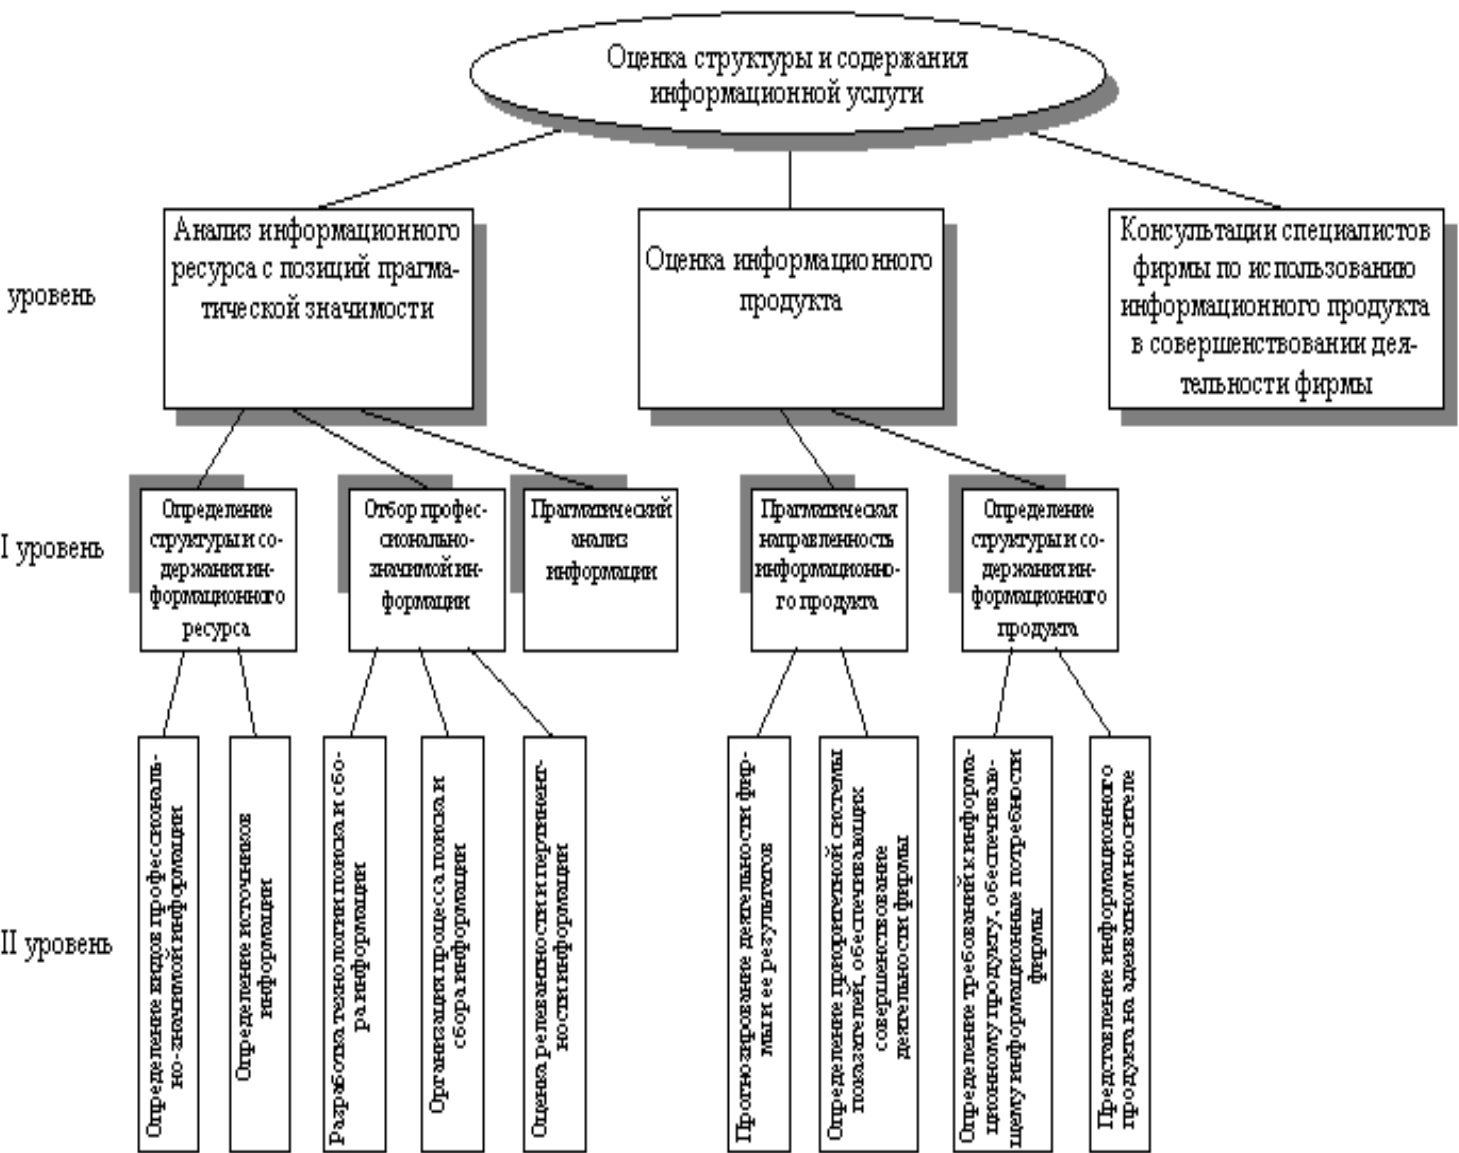 Оценка структуры и содержания
информационной услуги
уровень
Анализ информационного
ресурса с позиций прагма-
тической значимости
Оценка информационного
продукта
Консультации специалистов
фирмы по использованию
информационного продукта
в совершенствовании дея-
тельности фирмы
I уровень
Определение
структуры и со-
держания ин-
формационного
ресурса
Отбор профес-
сионально-
значимой ин-
формации
Прагматический
анализ
информации
Прагматическая
направленность
информационно-
го продукта
Определение
структуры и со-
держания ин-
формационного
продукта
II уровень
Определение видов профессиональ-
но-значимой информации
Определение источников
информации
Разработка технологии поиска и сбо-
ра информации
Организация процесса поиска и
сбора информации
Оценка релевантности и пертинент-
ности информации
Прогнозирование деятельности фир-
мы и ее результатов
Определение приоритетной системы
показателей, обеспечивающих
совершенствование
деятельности фирмы
Определение требований к информа-
ционному продукту, обеспечиваю-
щему информационные потребности
фирмы
Представление информационного
продукта на адекватном носителе